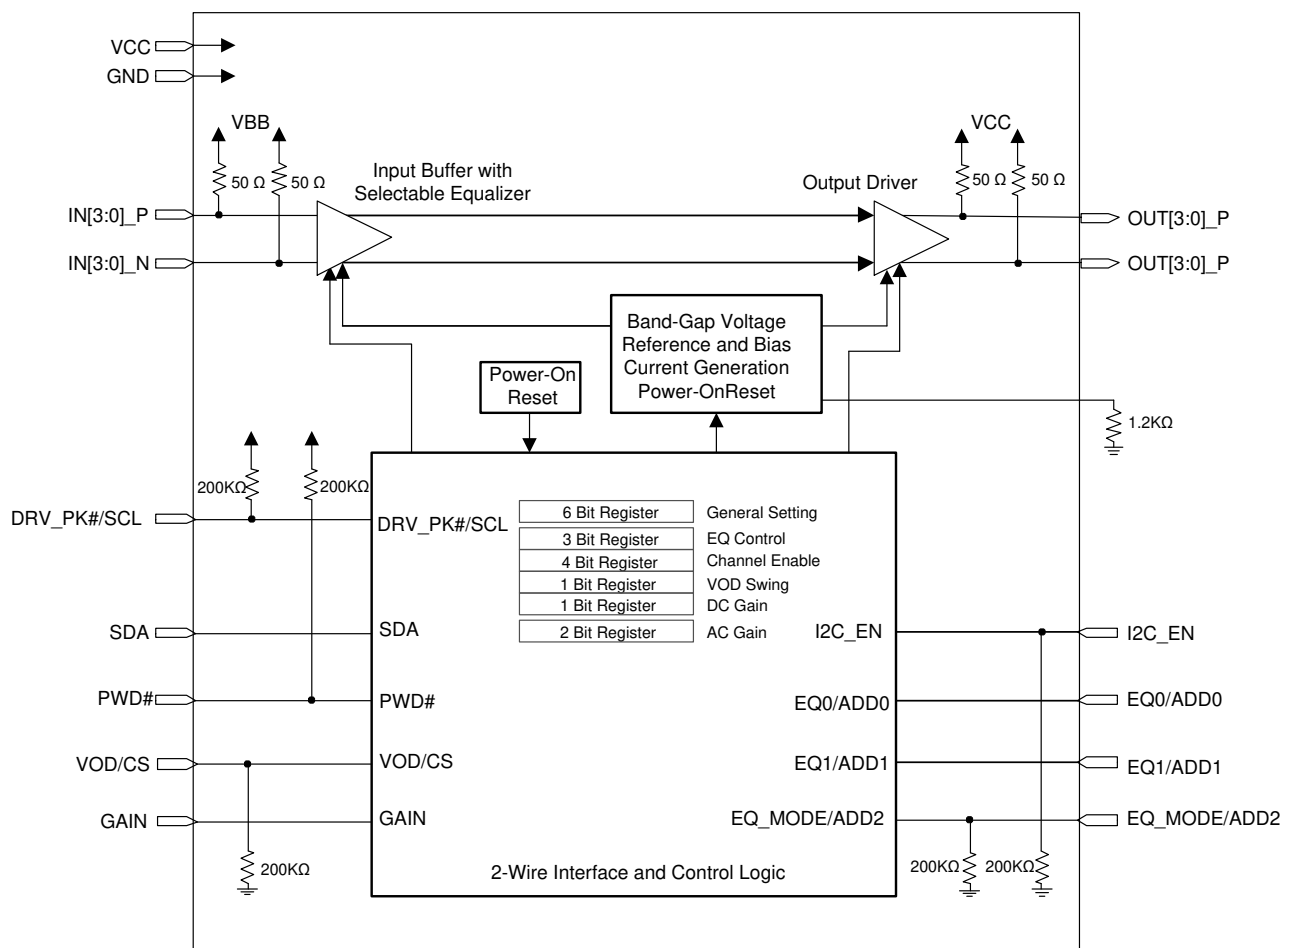 VCC
GND
VBB
VCC
50 Ω
50 Ω
Input Buffer with
Selectable Equalizer
Output Driver
50 Ω
50 Ω
IN[3:0]_P
OUT[3:0]_P
IN[3:0]_N
OUT[3:0]_P
Band-Gap Voltage
Reference and Bias
Current Generation
Power-OnReset
Power-On
Reset
1.2KΩ
200KΩ
200KΩ
DRV_PK#/SCL
DRV_PK#/SCL
6 Bit Register
General Setting
3 Bit Register
EQ Control
4 Bit Register
Channel Enable
1 Bit Register
VOD Swing
1 Bit Register
DC Gain
2 Bit Register
AC Gain
SDA
SDA
I2C_EN
I2C_EN
PWD#
PWD#
EQ0/ADD0
EQ0/ADD0
VOD/CS
VOD/CS
EQ1/ADD1
EQ1/ADD1
GAIN
GAIN
EQ_MODE/ADD2
EQ_MODE/ADD2
200KΩ
2-Wire Interface and Control Logic
200KΩ
200KΩ